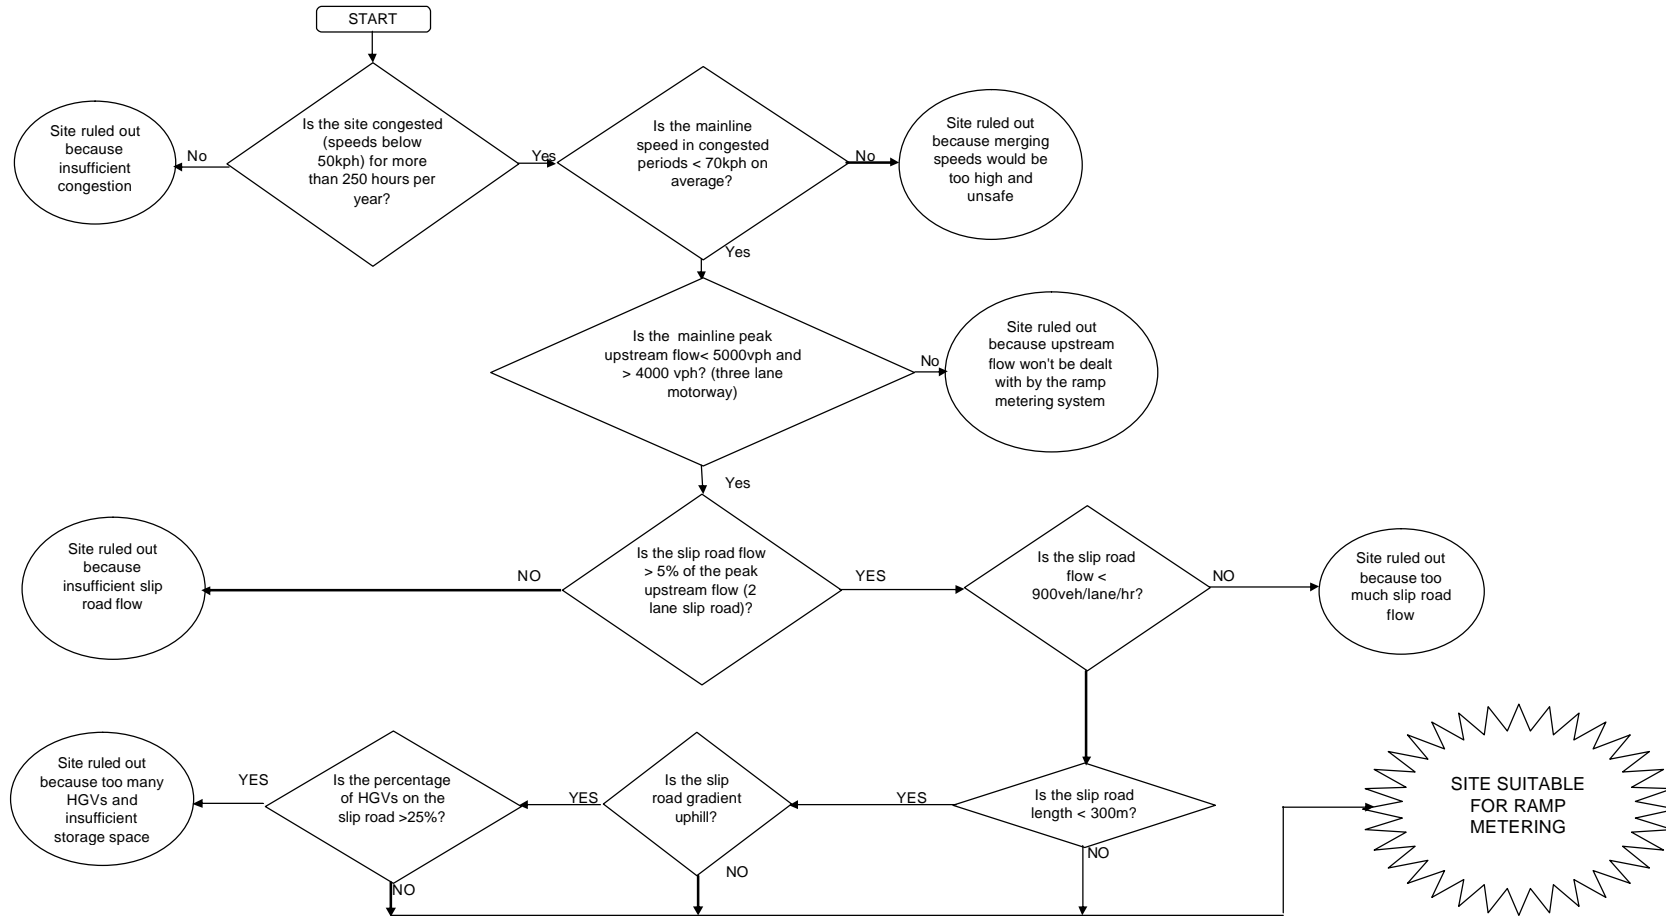 START
Site ruled out
because
insufficient
congestion
No
Is the site congested
(speeds below
50kph) for more
than 250 hours per
year?
Yes
Is the mainline
speed in congested
periods < 70kph on
average?
No
Site ruled out
because merging
speeds would be
too high and
unsafe
Yes
Is the mainline peak
upstream flow< 5000vph and
> 4000 vph? (three lane
motorway)
No
Site ruled out
because upstream
flow won't be dealt
with by the ramp
metering system
Yes
Site ruled out
because
insufficient slip
road flow
NO
Is the slip road flow
> 5% of the peak
upstream flow (2
lane slip road)?
YES
Is the slip road
flow <
900veh/lane/hr?
NO
Site ruled out
because too
much slip road
flow
Site ruled out
because too many
HGVs and
insufficient
storage space
YES
Is the percentage
of HGVs on the
slip road >25%?
YES
Is the slip
road gradient
uphill?
YES
Is the slip road
length < 300m?
SITE SUITABLE
FOR RAMP
METERING
NO
NO
NO